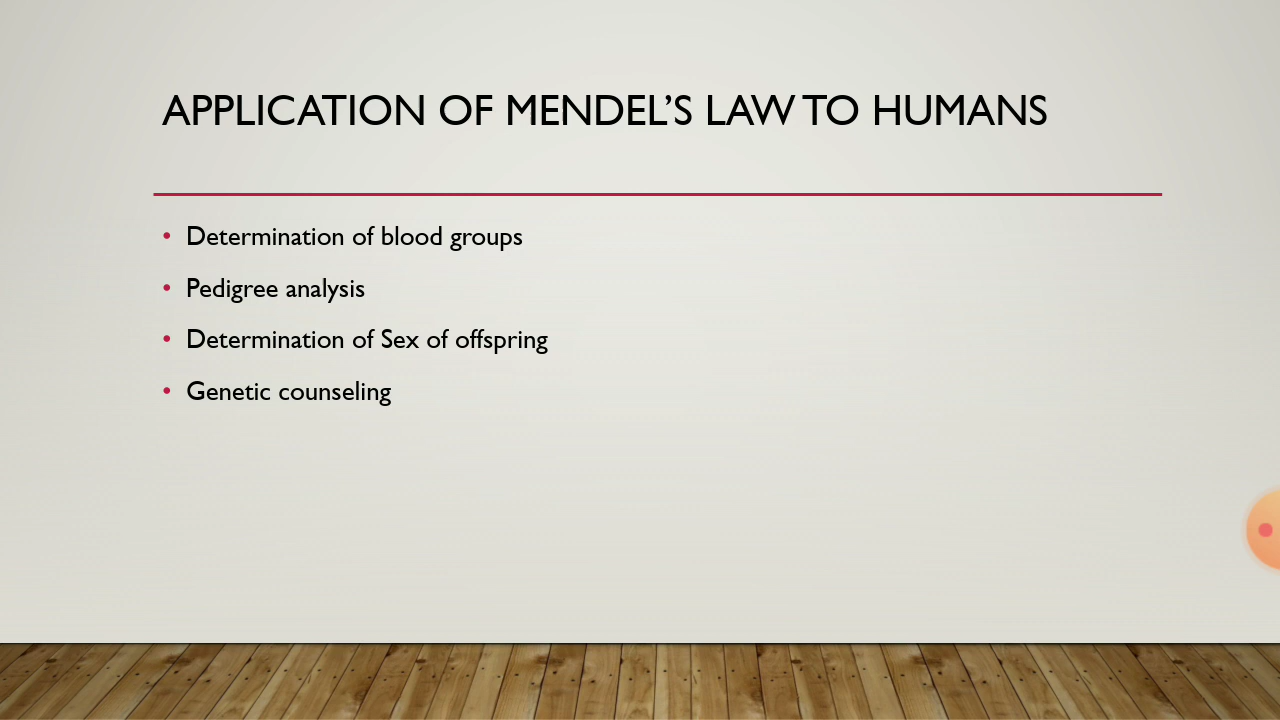 APPLICATION OF MENDEL’S LAW TO HUMANS
• Determination of blood groups
• Pedigree analysis
• Determination of Sex of offspring
• Genetic counseling